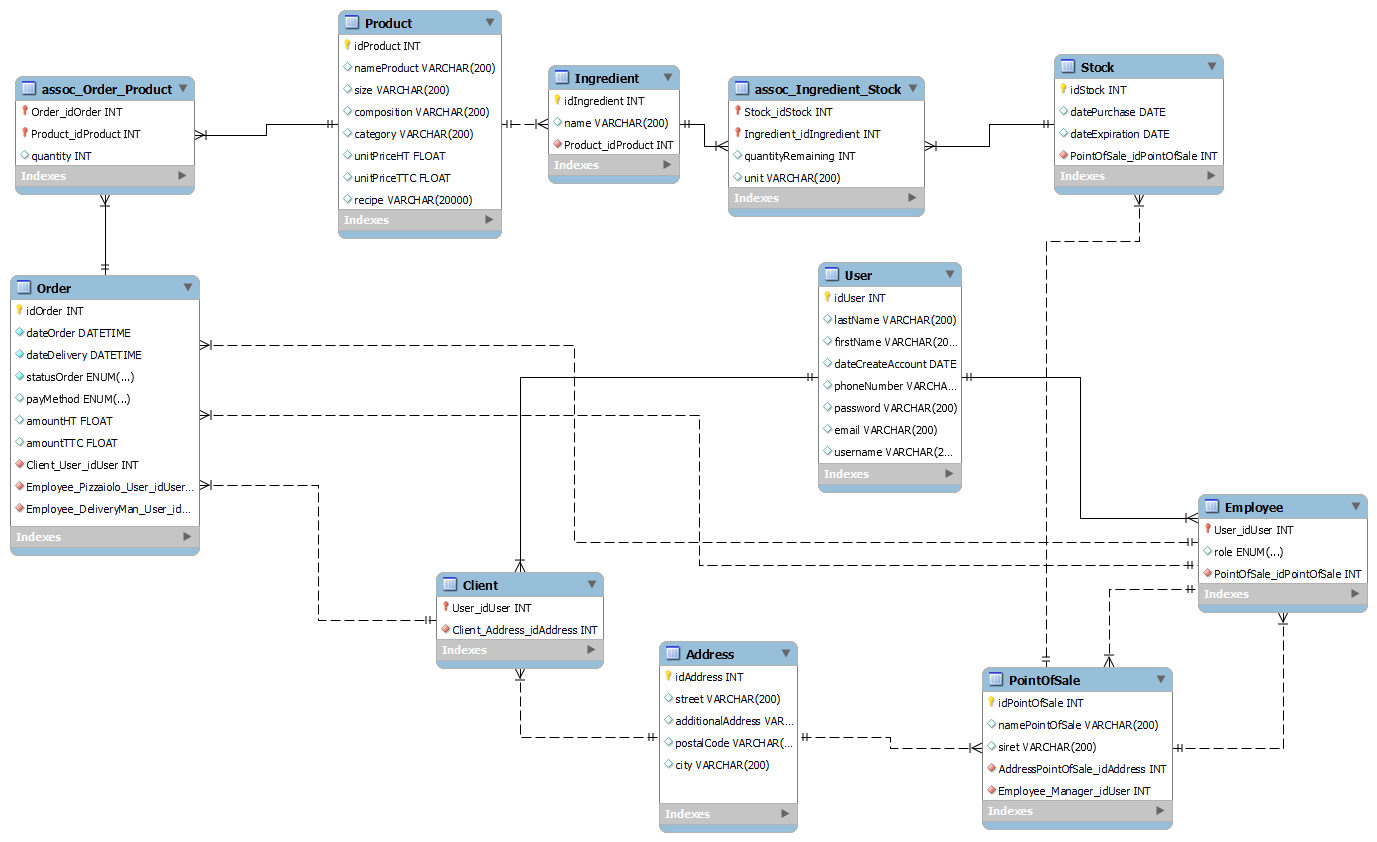 Product
idProduct INT
nameProduct VARCHAR(200)
size VARCHAR(200)
composition VARCHAR(200)
category VARCHAR(200)
unitPriceHT FLOAT
unitPriceTTC FLOAT
recipe VARCHAR(20000)
Indexes
assoc_Order_Product
Order_idOrder INT
Product_idProduct INT
quantity INT
Indexes
Ingredient
idIngredient INT
name VARCHAR(200)
Product_idProduct INT
Indexes
assoc_Ingredient_Stock
Stock_idStock INT
Ingredient_idIngredient INT
quantityRemaining INT
unit VARCHAR(200)
Indexes
Stock
idStock INT
datePurchase DATE
dateExpiration DATE
PointOfSale_idPointOfSale INT
Indexes
Order
idOrder INT
dateOrder DATETIME
dateDelivery DATETIME
statusOrder ENUM(...)
payMethod ENUM(...)
amountHT FLOAT
amountTTC FLOAT
Client_User_idUser INT
Employee_Pizzaiolo_User_idUser...
Employee_DeliveryMan_User_id...
Indexes
User
idUser INT
lastName VARCHAR(200)
firstName VARCHAR(20...
dateCreateAccount DATE
phoneNumber VARCHA...
password VARCHAR(200)
email VARCHAR(200)
username VARCHAR(2...
Indexes
Employee
User_idUser INT
role ENUM(...)
PointOfSale_idPointOfSale INT
Indexes
Client
User_idUser INT
Client_Address_idAddress INT
Indexes
Address
idAddress INT
street VARCHAR(200)
additionalAddress VAR...
postalCode VARCHAR(...
city VARCHAR(200)
Indexes
PointOfSale
idPointOfSale INT
namePointOfSale VARCHAR(200)
siret VARCHAR(200)
AddressPointOfSale_idAddress INT
Employee_Manager_idUser INT
Indexes